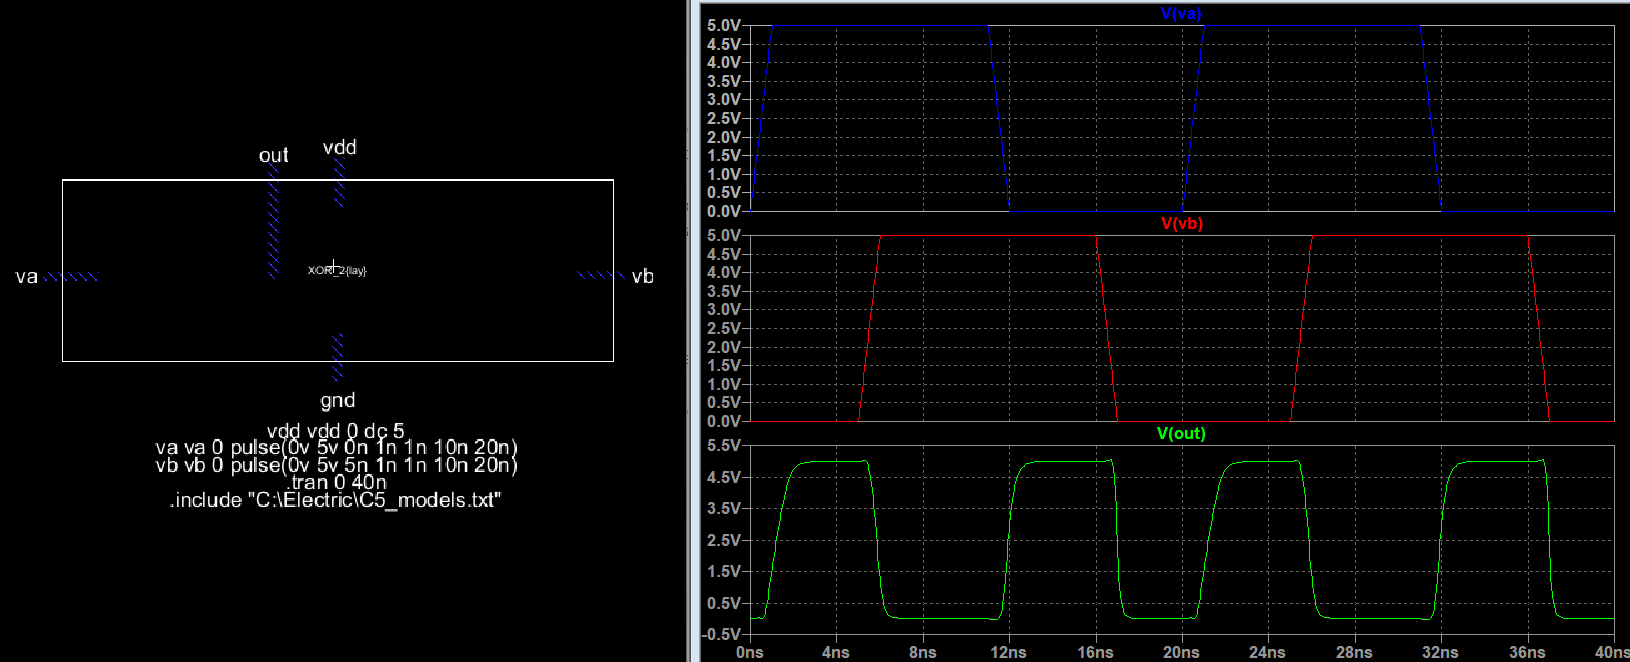 out
vdd
va
XOR_2{lay}
vb
gnd
vdd vdd 0 dc 5
va va 0 pulse(0v 5v 0n 1n 1n 10n 20n)
vb vb 0 pulse(0v 5v 5n 1n 1n 10n 20n)
.tran 0 40n
.include "C:\Electric\C5_models.txt"
V(va)
5.0V
4.5V
4.0V
3.5V
3.0V
2.5V
2.0V
1.5V
1.0V
0.5V
0.0V
V(vb)
5.0V
4.5V
4.0V
3.5V
3.0V
2.5V
2.0V
1.5V
1.0V
0.5V
0.0V
V(out)
5.5V
4.5V
3.5V
2.5V
1.5V
0.5V
-0.5V
0ns 4ns 8ns 12ns 16ns 20ns 24ns 28ns 32ns 36ns 40ns